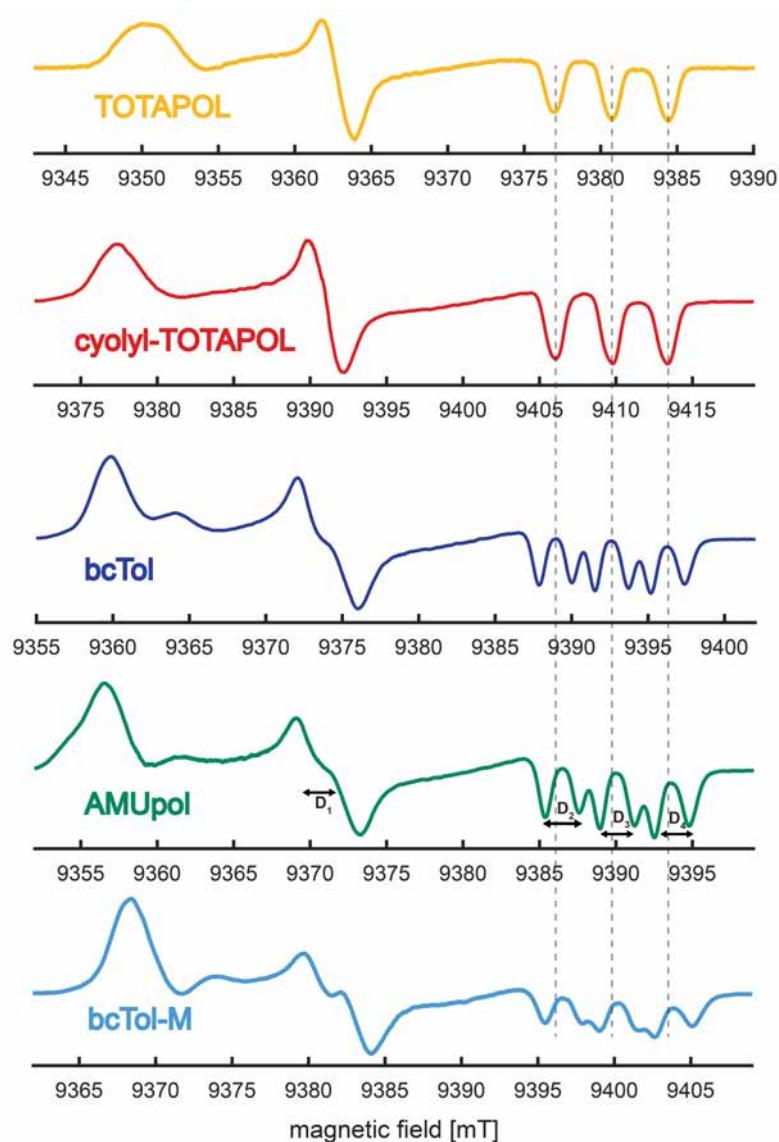 TOTAPOL
9345 9350 9355 9360 9365 9370 9375 9380 9385 9390
cyolyl-TOTAPOL
9375 9380 9385 9390 9395 9400 9405 9410 9415
bcTol
9355 9360 9365 9370 9375 9380 9385 9390 9395 9400
AMUpol
D1
D2
D3
D4
9355 9360 9365 9370 9375 9380 9385 9390 9395
bcTol-M
9365 9370 9375 9380 9385 9390 9395 9400 9405
magnetic field [mT]